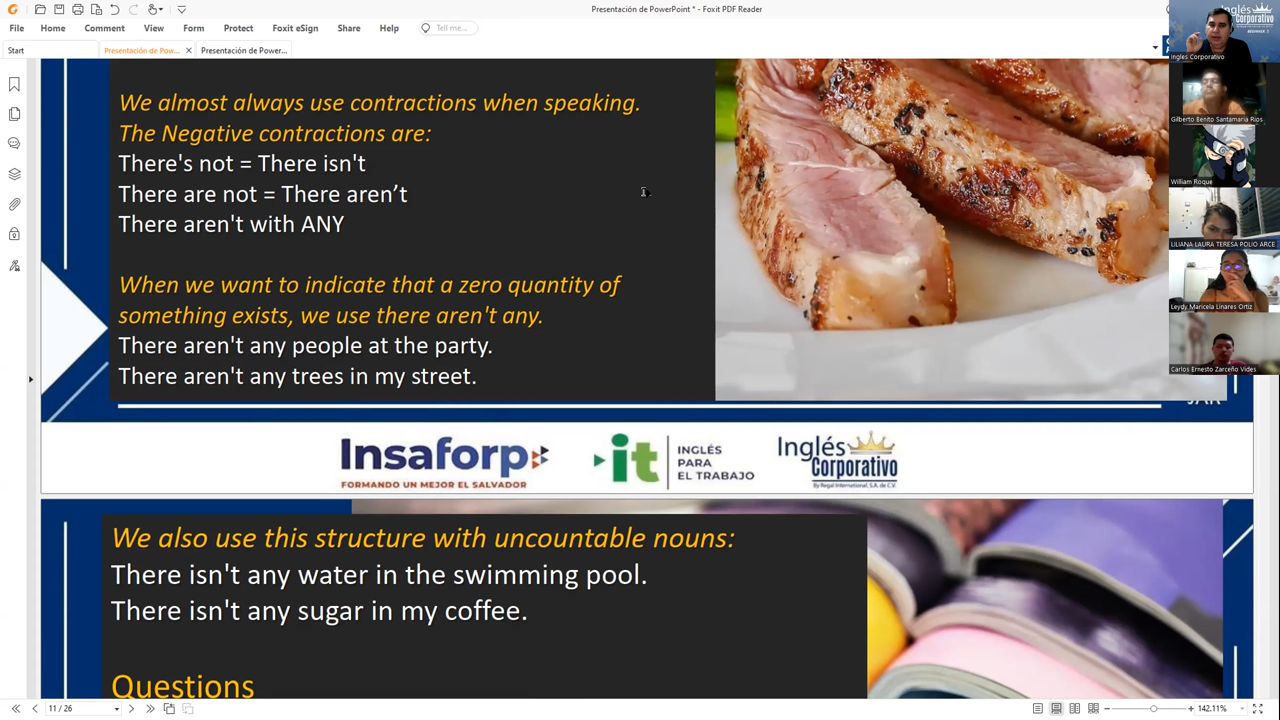 Presentación de PowerPoint * - Foxit PDF Reader
File Home Comment View Form Protect Foxit eSign Share Help Tell me...
Start Presentación de Pow... Presentación de Power...
We almost always use contractions when speaking.
The Negative contractions are:
There's not = There isn't
There are not = There aren’t
There aren't with ANY
When we want to indicate that a zero quantity of
something exists, we use there aren't any.
There aren't any people at the party.
There aren't any trees in my street.
JAR
Insaforp
FORMANDO UN MEJOR EL SALVADOR
it
INGLÉS
PARA
EL TRABAJO
Inglés
Corporativo
By Regal International, S.A. de C.V.
We also use this structure with uncountable nouns:
There isn't any water in the swimming pool.
There isn't any sugar in my coffee.
Questions
11 / 26
142.11%
Inglés
Corporativo
BEGINNER 1
Ingles Corporativo
Gilberto Benito Santamaria Rios
William Roque
LILIANA LAURA TERESA POLIO ARCE
Leydy Maricela Linares Ortiz
Carlos Ernesto Zarceño Vides